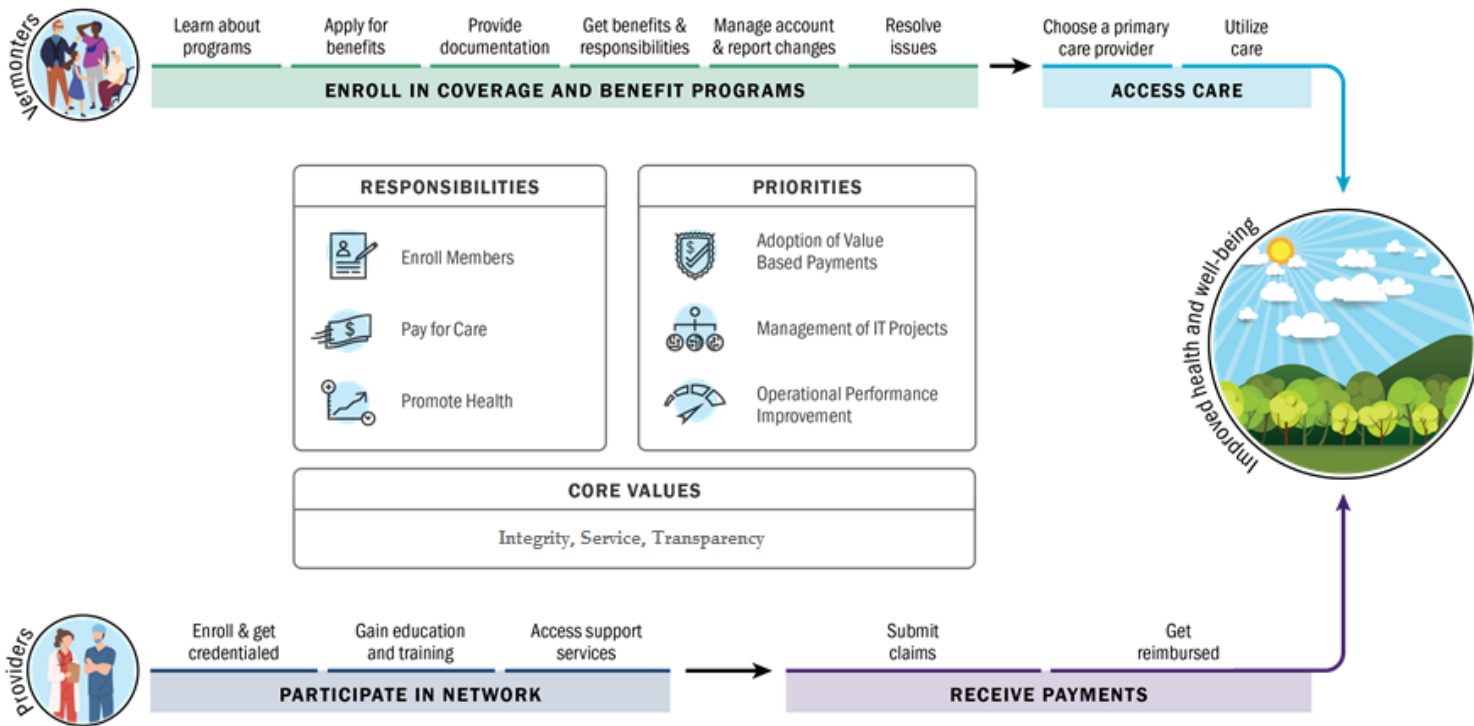 Vermonters
Learn about
programs
Apply for
benefits
Provide
documentation
Get benefits &
responsibilities
Manage account
& report changes
Resolve
issues
ENROLL IN COVERAGE AND BENEFIT PROGRAMS
Choose a primary
care provider
Utilize
care
ACCESS CARE
RESPONSIBILITIES
Enroll Members
$
Pay for Care
Promote Health
PRIORITIES
$
Adoption of Value
Based Payments
Management of IT Projects
Operational Performance
Improvement
CORE VALUES
Integrity, Service, Transparency
Improved health and well-being
Providers
Enroll & get
credentialed
Gain education
and training
Access support
services
PARTICIPATE IN NETWORK
Submit
claims
Get
reimbursed
RECEIVE PAYMENTS